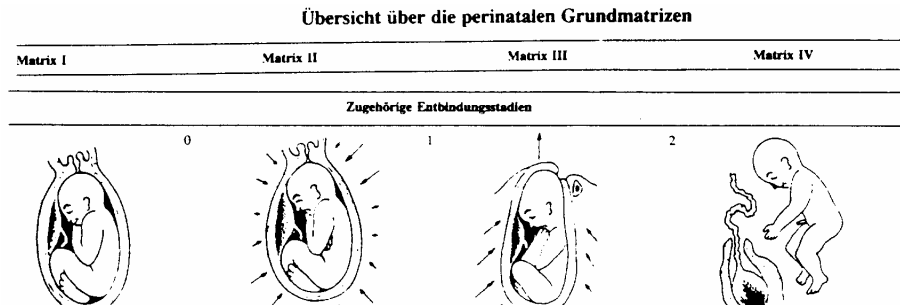 Übersicht über die perinatalen Grundmatrizen
Matrix I Matrix II Matrix III Matrix IV
Zugehörige Entbindungsstadien
0 1 2